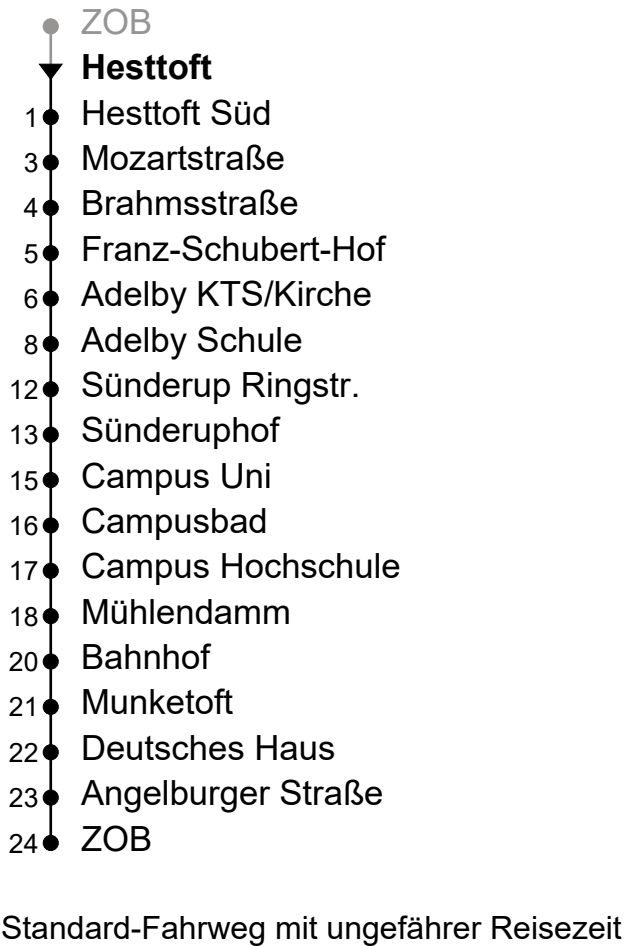 ZOB
Hesttoft
1 Hesttoft Süd
3 Mozartstraße
4 Brahmsstraße
5 Franz-Schubert-Hof
6 Adelby KTS/Kirche
8 Adelby Schule
12 Sünderup Ringstr.
13 Sünderuphof
15 Campus Uni
16 Campusbad
17 Campus Hochschule
18 Mühlendamm
20 Bahnhof
21 Munketoft
22 Deutsches Haus
23 Angelburger Straße
24 ZOB
Standard-Fahrweg mit ungefährer Reisezeit